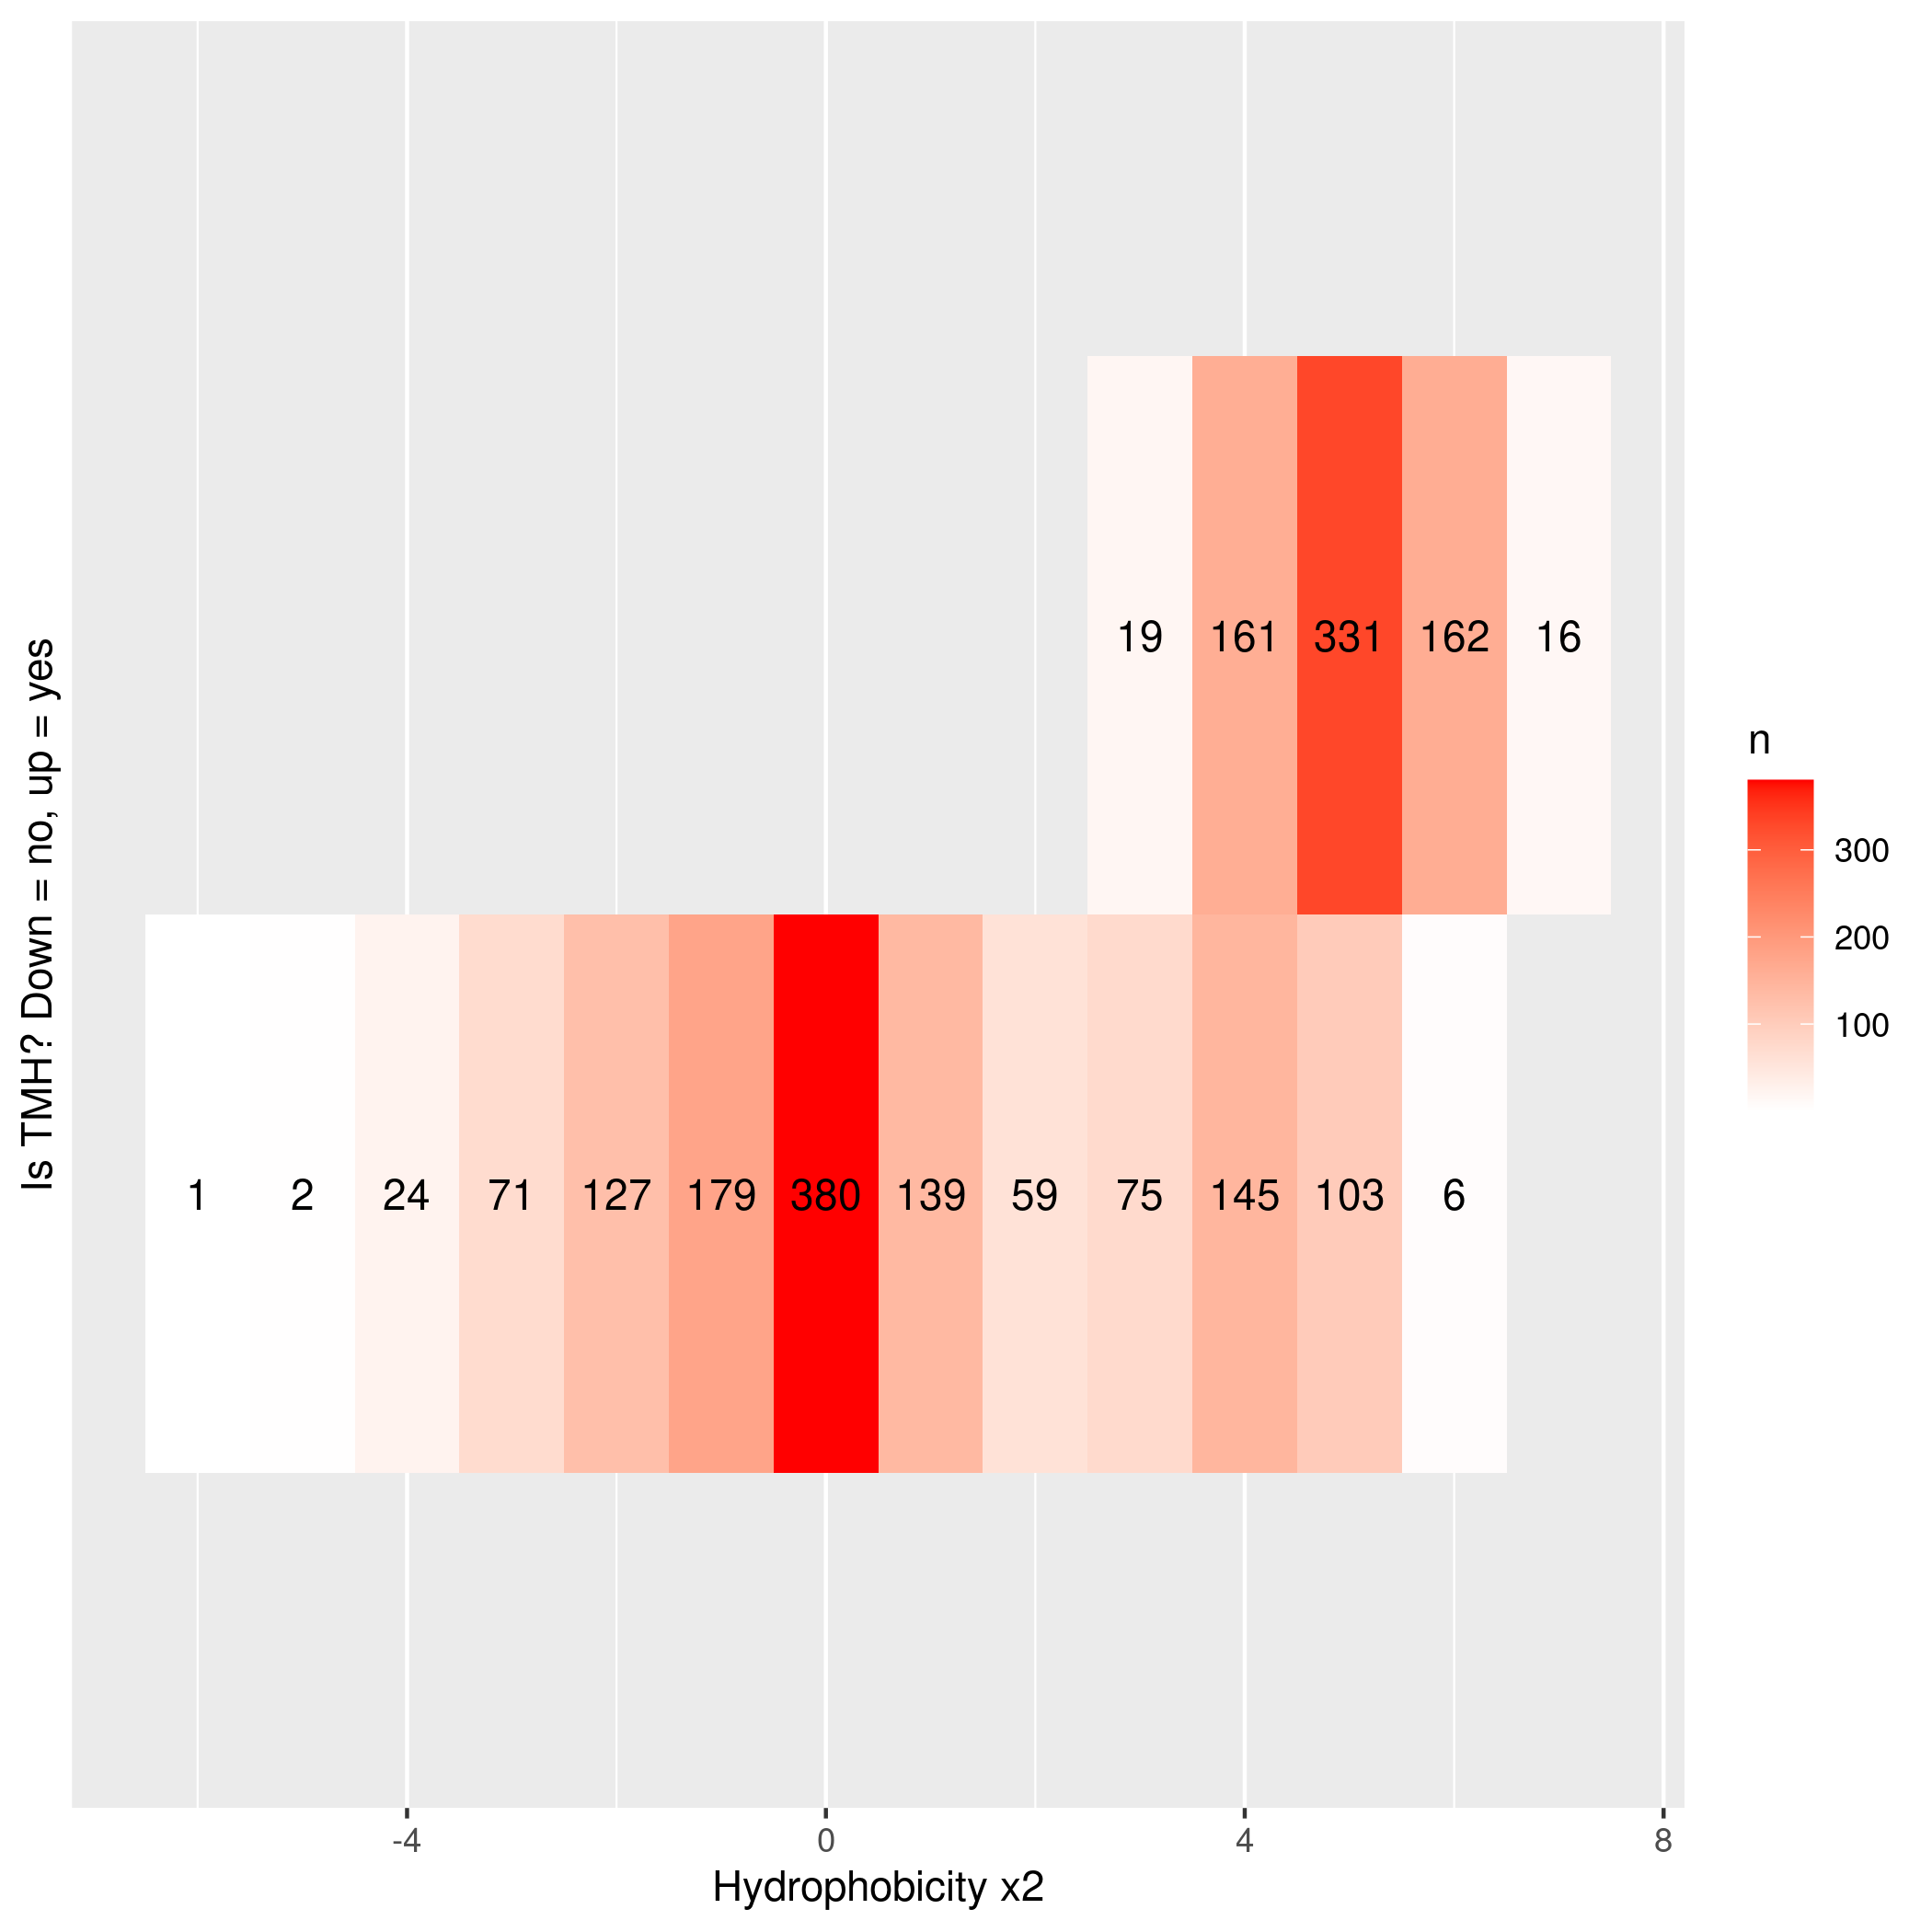 Is TMH? Down = no, up = yes
19 161 331 162 16
1 2 24 71 127 179 380 139 59 75 145 103 6
-4 0 4 8
Hydrophobicity x2
n
300
200
100